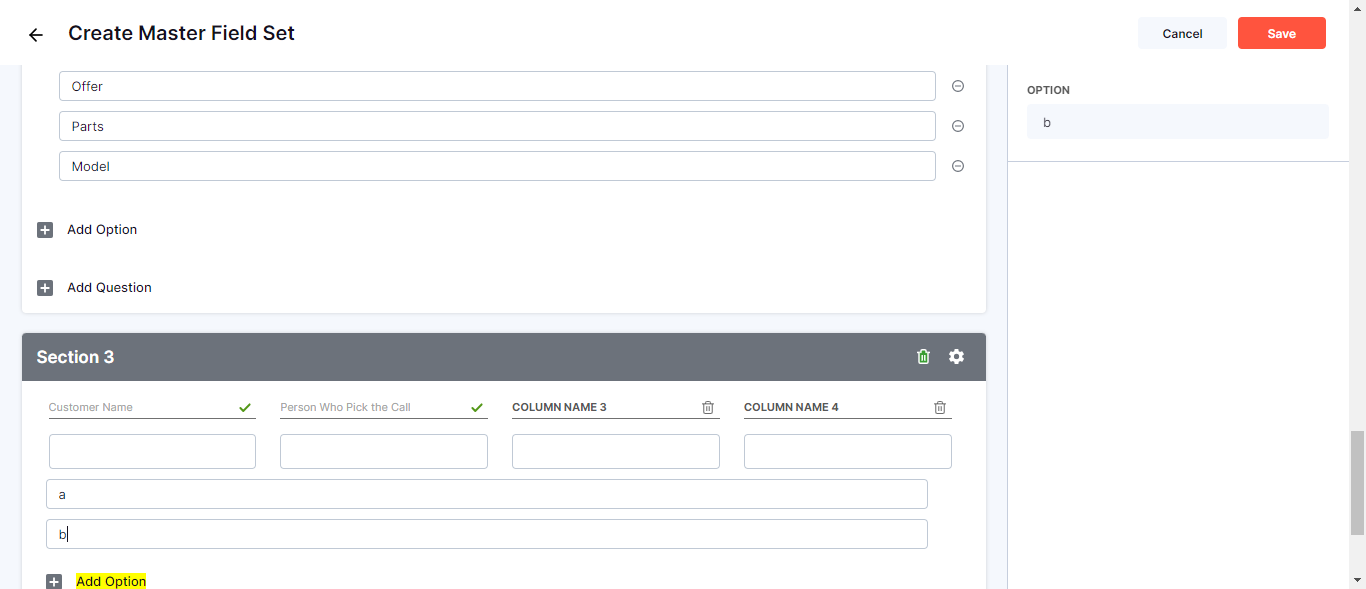 Create Master Field Set
Cancel
Save
Offer
Parts
Model
Add Option
Add Question
OPTION
b
Section 3
Customer Name
Person Who Pick the Call
COLUMN NAME 3
COLUMN NAME 4
a
b
Add Option